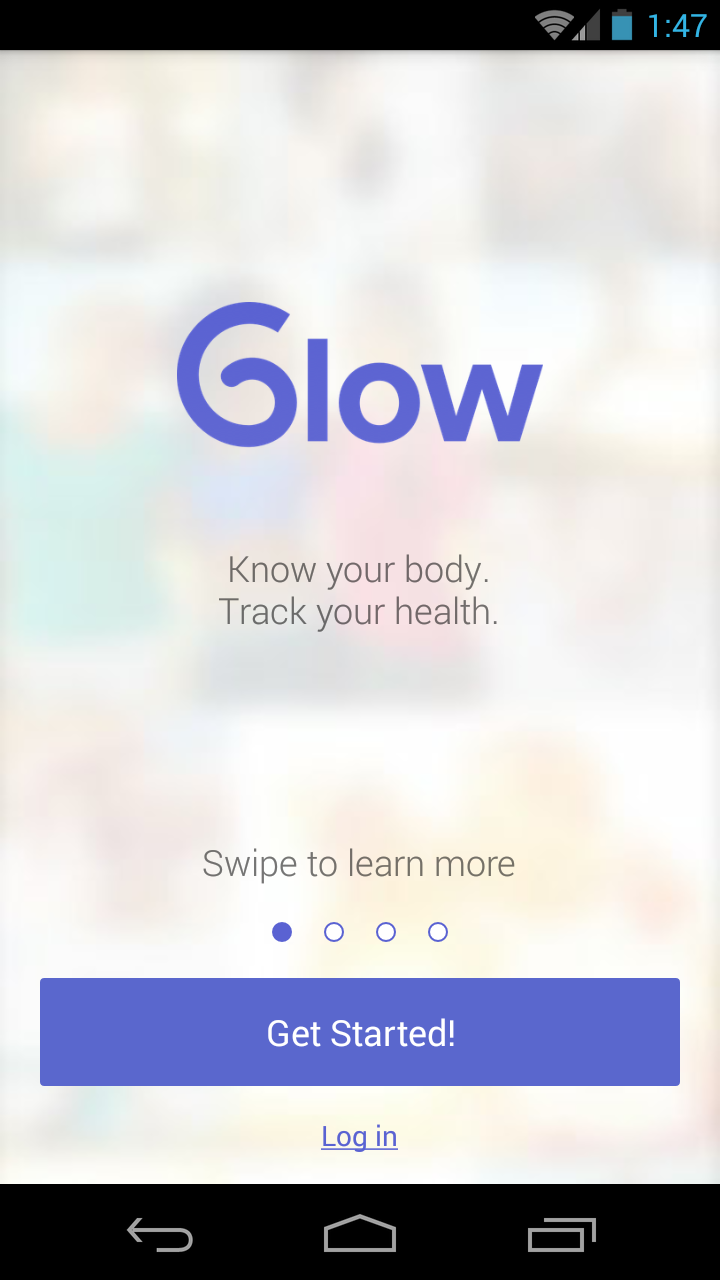 1:47
Glow
Know your body.
Track your health.
Swipe to learn more
Get Started!
Log in